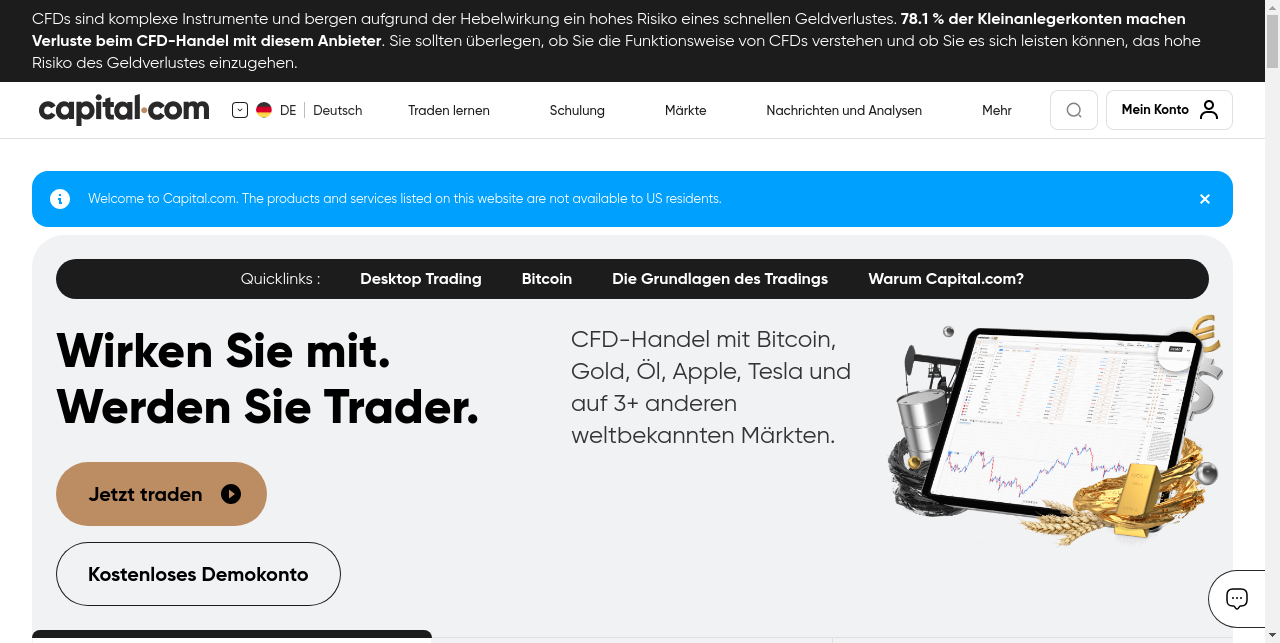 CFDs sind komplexe Instrumente und bergen aufgrund der Hebelwirkung ein hohes Risiko eines schnellen Geldverlustes. 78.1 % der Kleinanlegerkonten machen
Verluste beim CFD-Handel mit diesem Anbieter. Sie sollten überlegen, ob Sie die Funktionsweise von CFDs verstehen und ob Sie es sich leisten können, das hohe
Risiko des Geldverlustes einzugehen.
capital.com
DE Deutsch
Traden lernen
Schulung
Märkte
Nachrichten und Analysen
Mehr
Mein Konto
Welcome to Capital.com. The products and services listed on this website are not available to US residents.
Quicklinks : Desktop Trading Bitcoin Die Grundlagen des Tradings Warum Capital.com?
Wirken Sie mit.
Werden Sie Trader.
CFD-Handel mit Bitcoin,
Gold, Öl, Apple, Tesla und
auf 3+ anderen
weltbekannten Märkten.
Jetzt traden
Kostenloses Demokonto